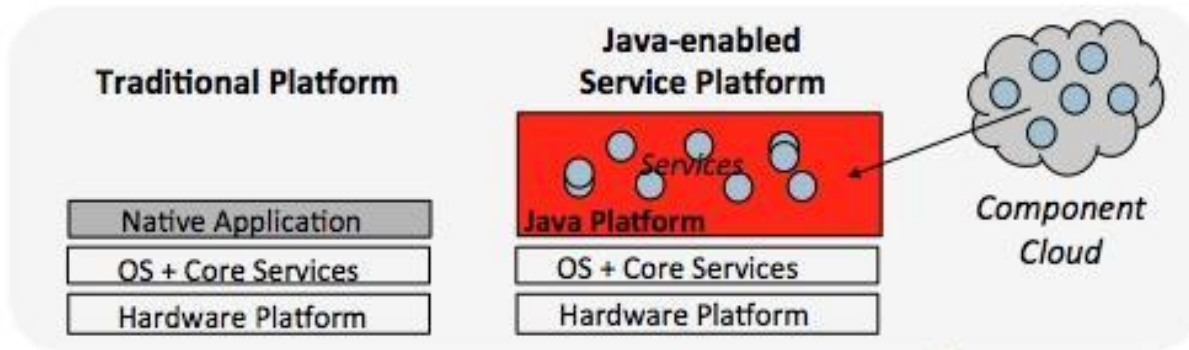 Traditional Platform
Native Application
OS + Core Services
Hardware Platform
Java-enabled
Service Platform
Services
Java Platform
OS + Core Services
Hardware Platform
Component
Cloud